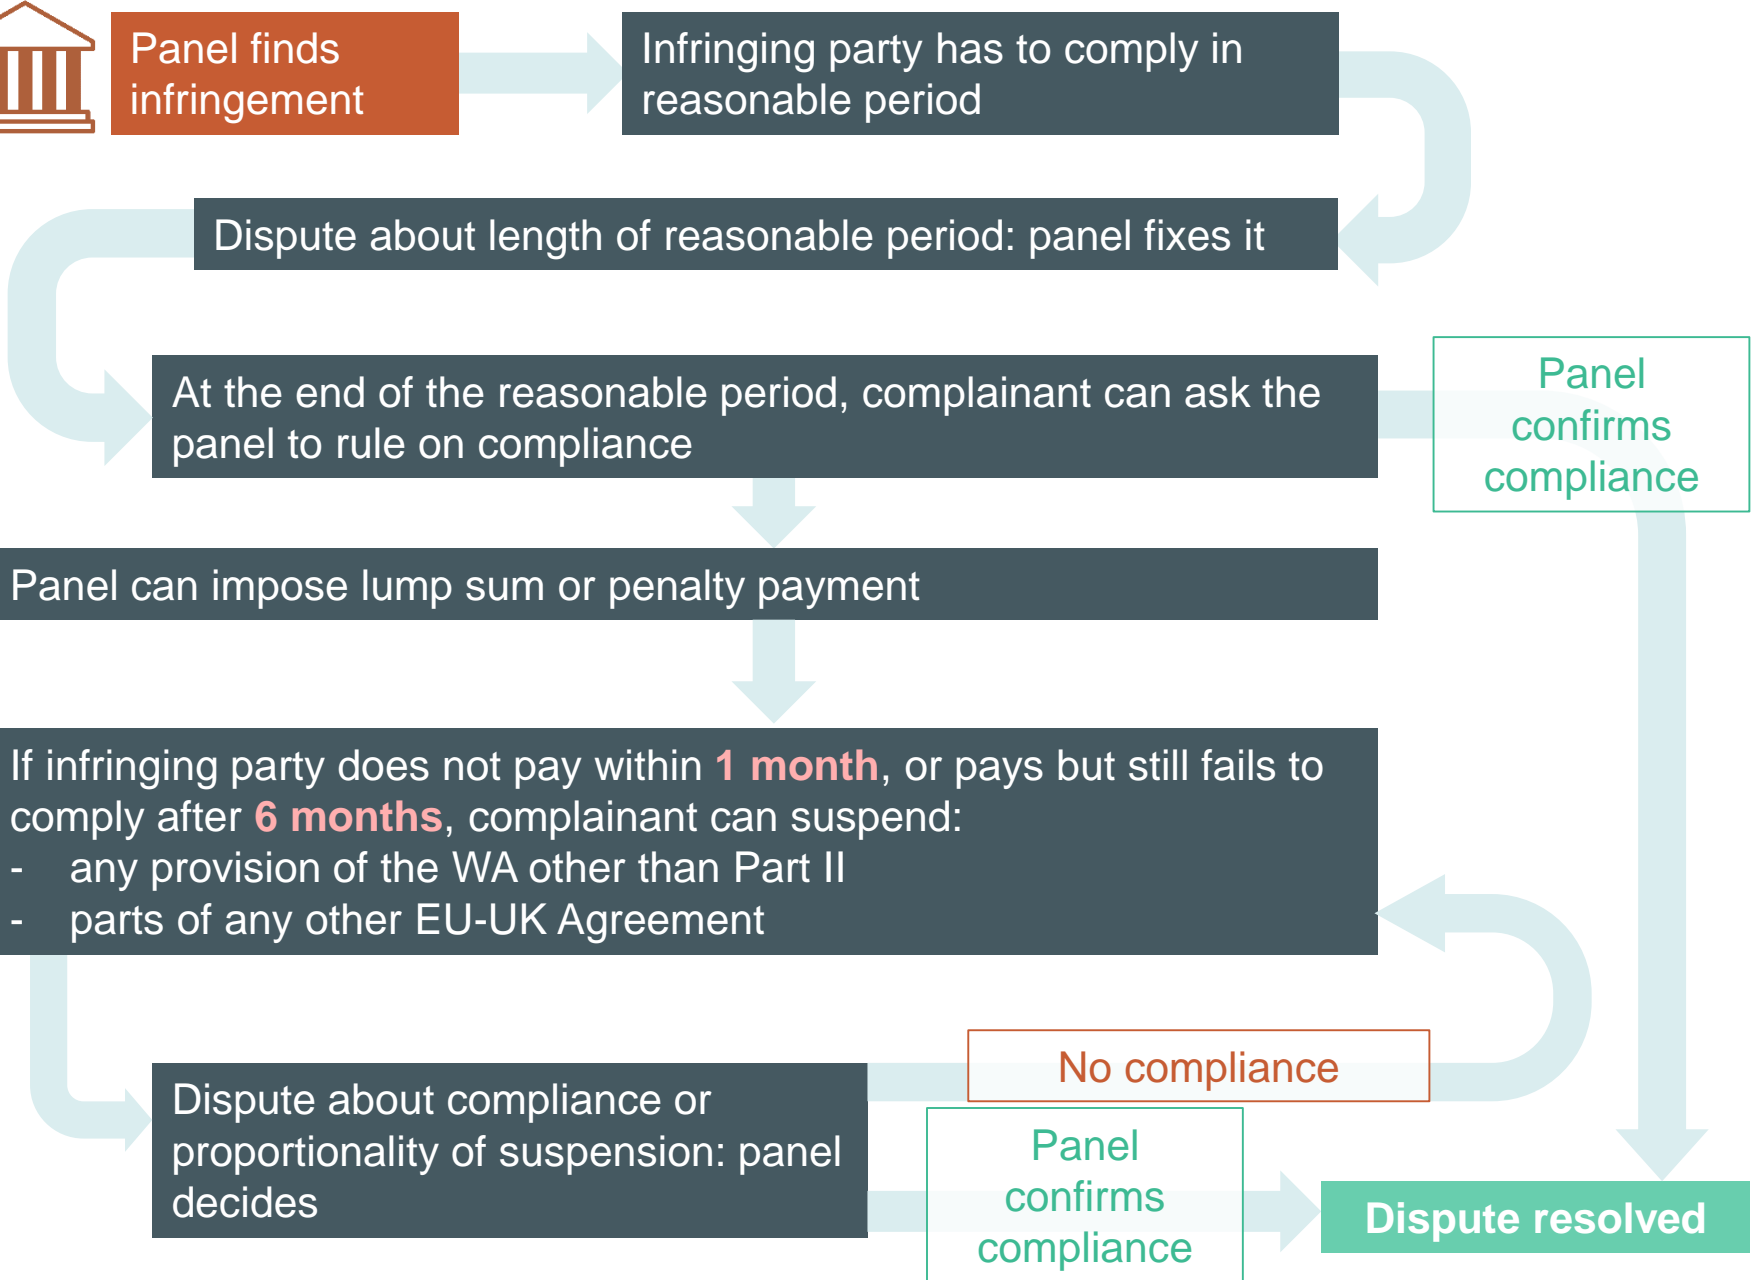 Panel finds
infringement
Infringing party has to comply in
reasonable period
Dispute about length of reasonable period: panel fixes it
At the end of the reasonable period, complainant can ask the
panel to rule on compliance
Panel
confirms
compliance
Panel can impose lump sum or penalty payment
If infringing party does not pay within 1 month, or pays but still fails to
comply after 6 months, complainant can suspend:
- any provision of the WA other than Part II
- parts of any other EU-UK Agreement
No compliance
Dispute about compliance or
proportionality of suspension: panel
decides
Panel
confirms
compliance
Dispute resolved